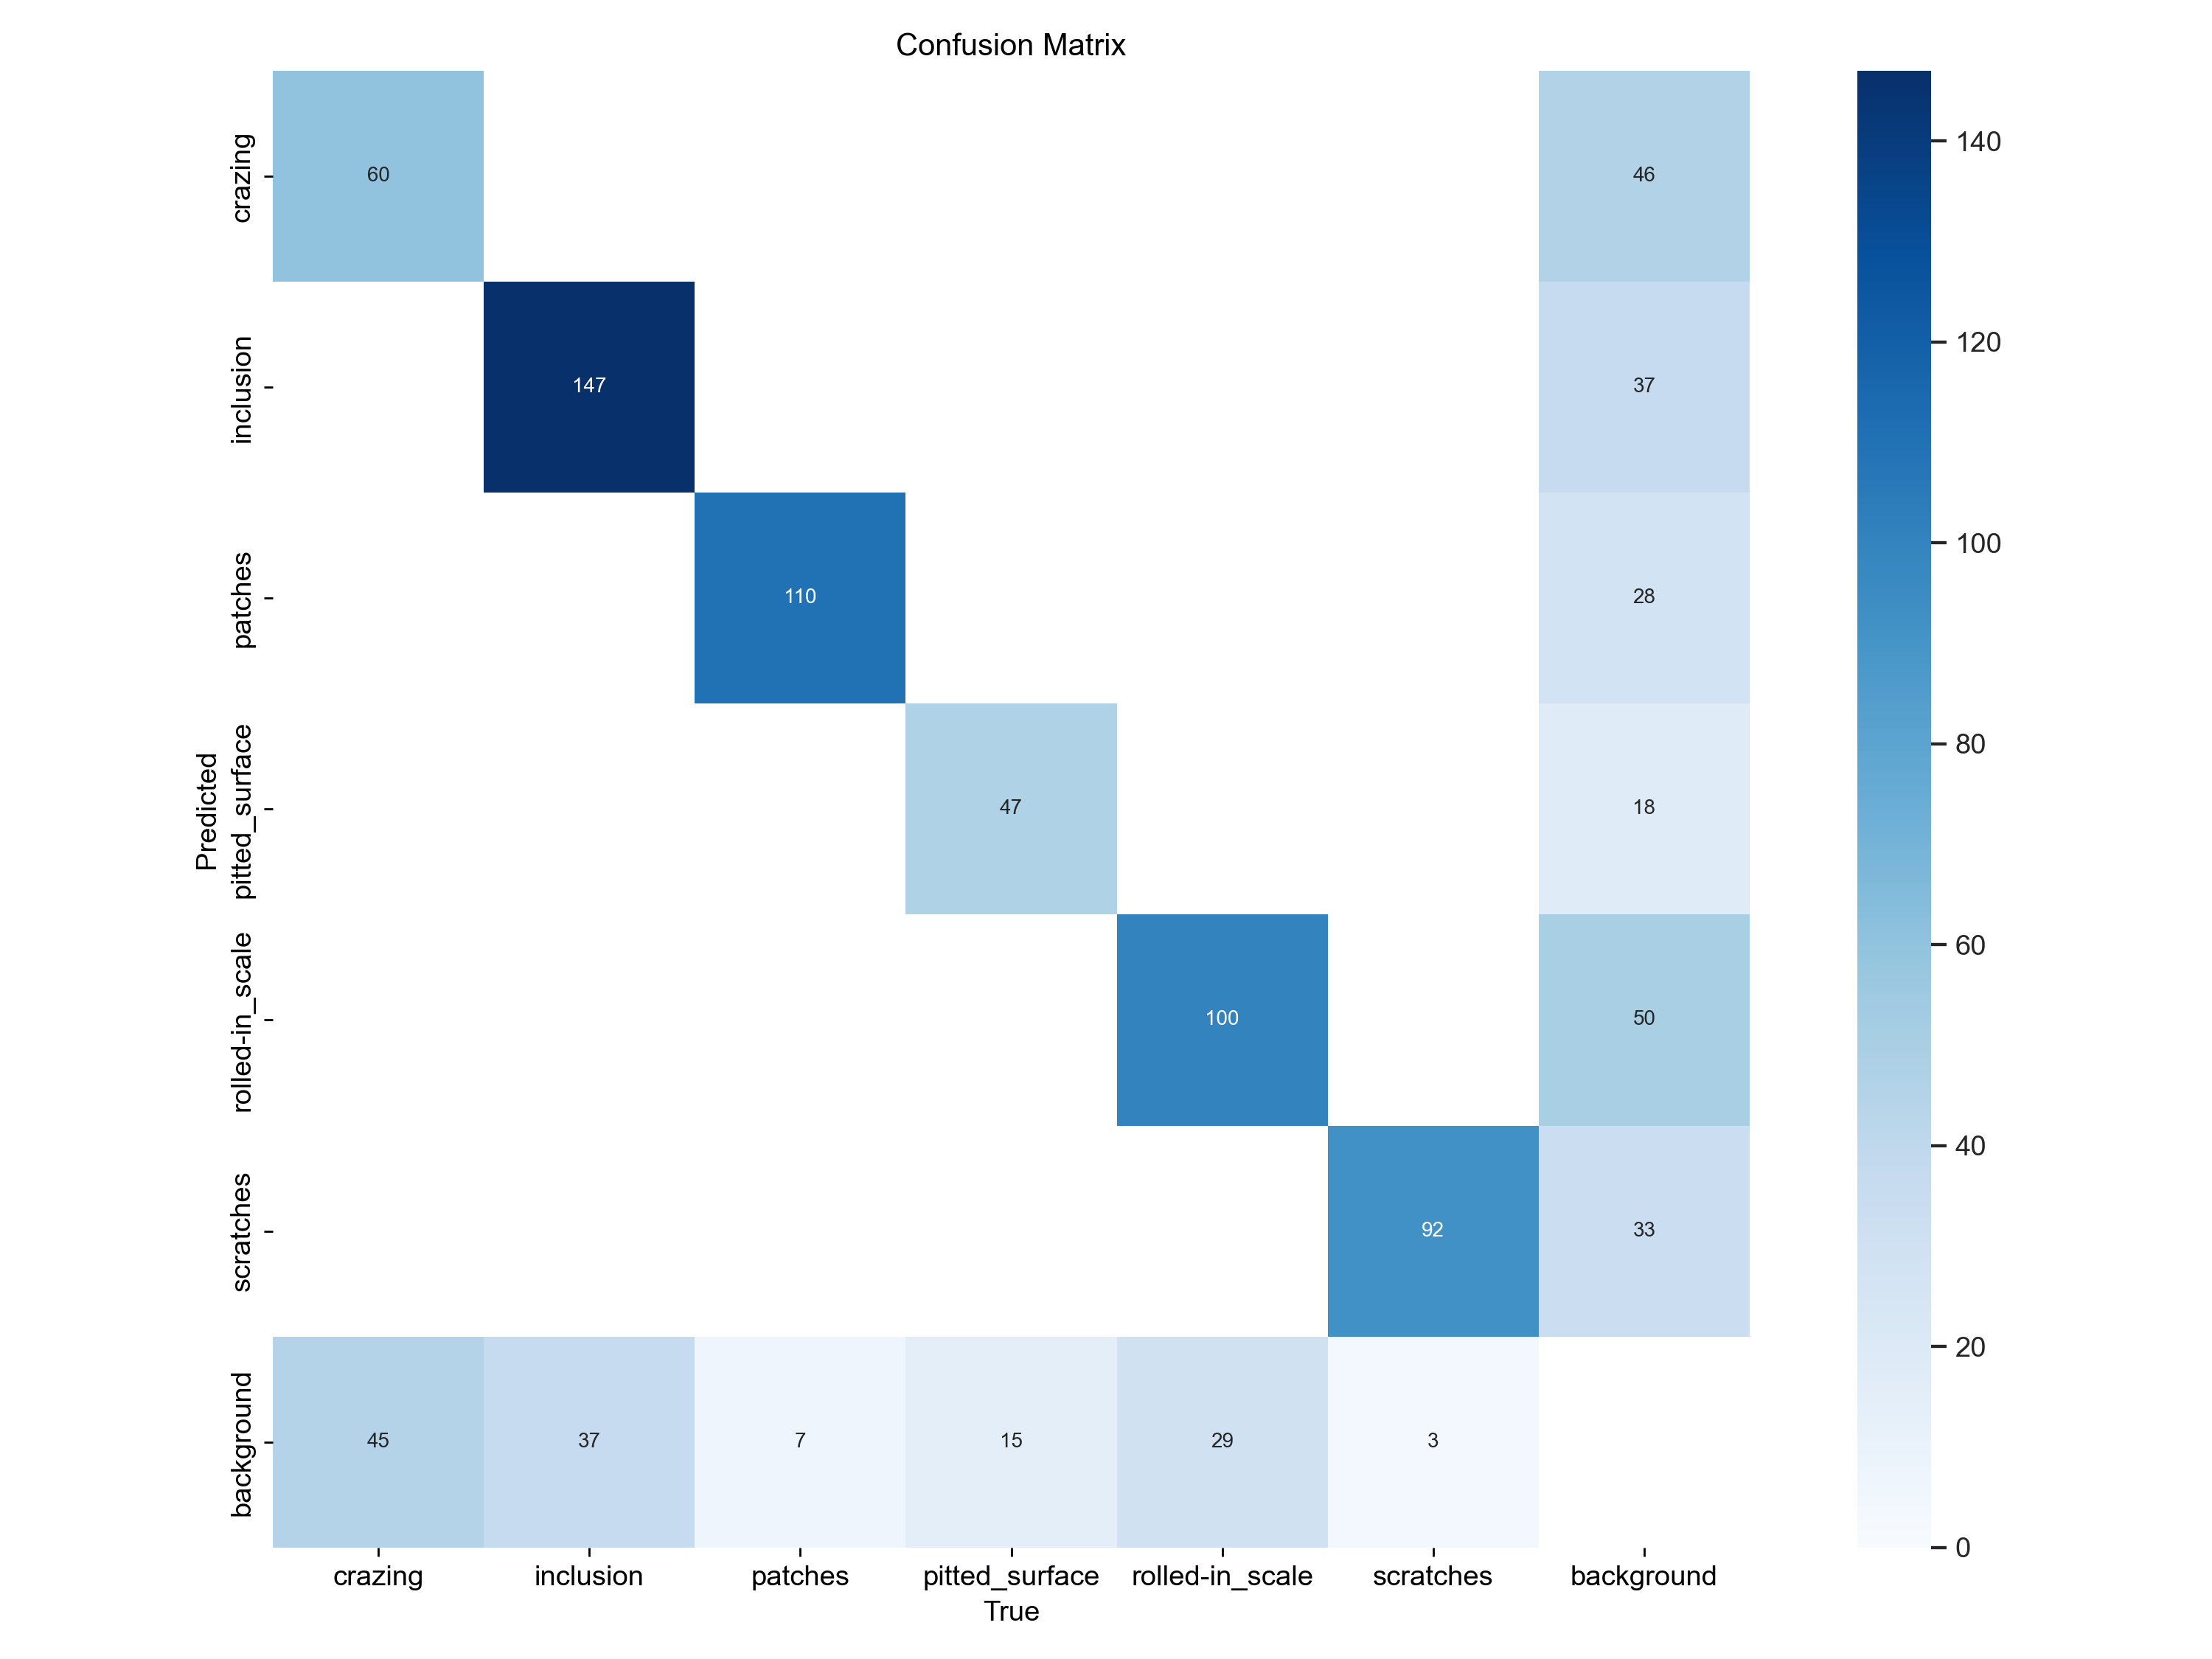 Confusion Matrix
crazing
60
46
140
inclusion
147
37
120
patches
110
28
100
Predicted
pitted_surface
47
18
80
rolled-in_scale
100
50
60
scratches
92
33
40
background
45
37
7
15
29
3
20
0
crazing
inclusion
patches
pitted_surface
rolled-in_scale
scratches
background
True